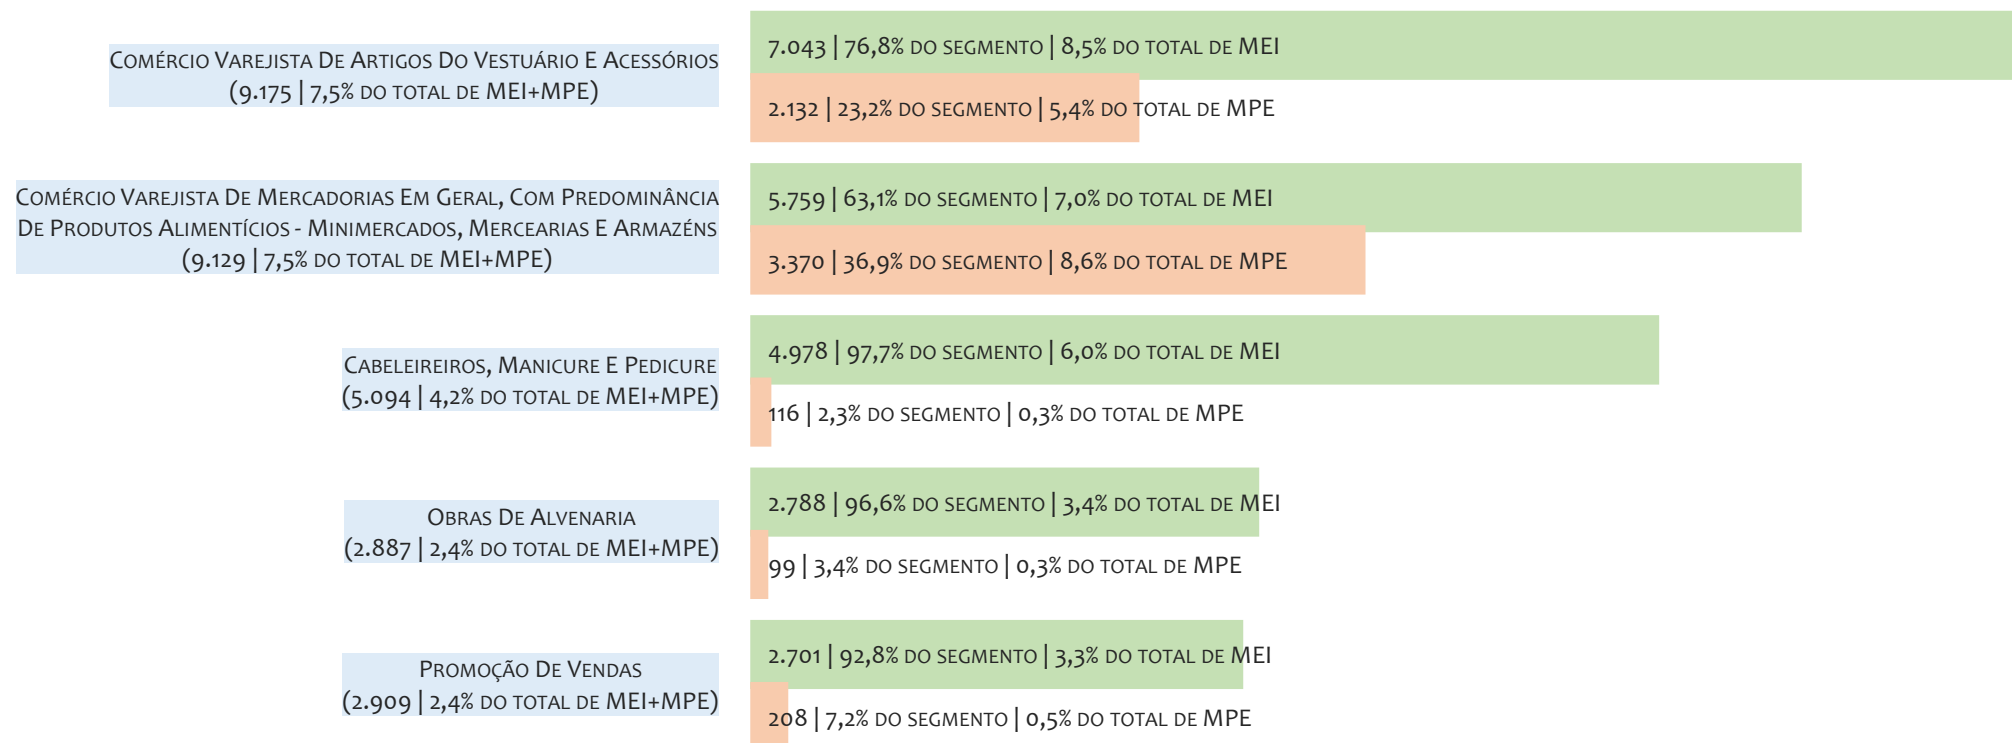 Comércio Varejista De Artigos Do Vestuário E Acessórios
(9.175 | 7,5% do total de MEI+MPE)
7.043 | 76,8% do segmento | 8,5% do total de MEI
2.132 | 23,2% do segmento | 5,4% do total de MPE
Comércio Varejista De Mercadorias Em Geral, Com Predominância
De Produtos Alimentícios - Minimercados, Mercearias E Armazéns
(9.129 | 7,5% do total de MEI+MPE)
5.759 | 63,1% do segmento | 7,0% do total de MEI
3.370 | 36,9% do segmento | 8,6% do total de MPE
Cabeleireiros, Manicure E Pedicure
(5.094 | 4,2% do total de MEI+MPE)
4.978 | 97,7% do segmento | 6,0% do total de MEI
116 | 2,3% do segmento | 0,3% do total de MPE
Obras De Alvenaria
(2.887 | 2,4% do total de MEI+MPE)
2.788 | 96,6% do segmento | 3,4% do total de MEI
99 | 3,4% do segmento | 0,3% do total de MPE
Promoção De Vendas
(2.909 | 2,4% do total de MEI+MPE)
2.701 | 92,8% do segmento | 3,3% do total de MEI
208 | 7,2% do segmento | 0,5% do total de MPE